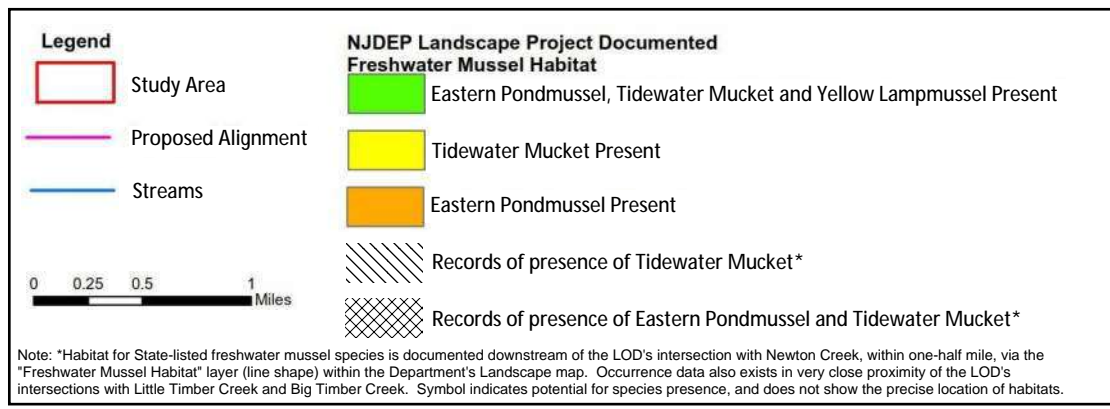 Legend
Study Area
Proposed Alignment
Streams
0 0.25 0.5 1
Miles
NJDEP Landscape Project Documented
Freshwater Mussel Habitat
Eastern Pondmussel, Tidewater Mucket and Yellow Lampmussel Present
Tidewater Mucket Present
Eastern Pondmussel Present
Records of presence of Tidewater Mucket*
Records of presence of Eastern Pondmussel and Tidewater Mucket*
Note: *Habitat for State-listed freshwater mussel species is documented downstream of the LOD's intersection with Newton Creek, within one-half mile, via the
"Freshwater Mussel Habitat" layer (line shape) within the Department's Landscape map. Occurrence data also exists in very close proximity of the LOD's
intersections with Little Timber Creek and Big Timber Creek. Symbol indicates potential for species presence, and does not show the precise location of habitats.